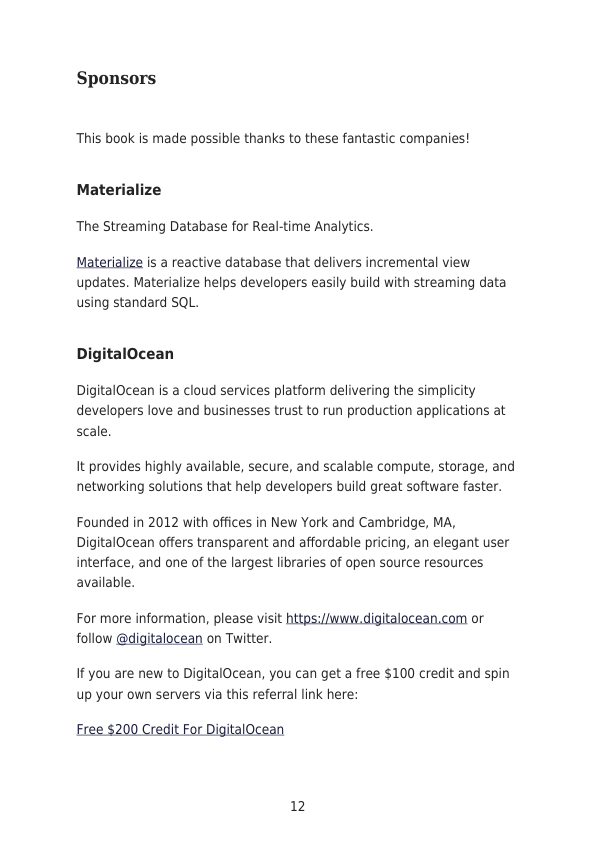 Sponsors
This book is made possible thanks to these fantastic companies!
Materialize
The Streaming Database for Real-time Analytics.
Materialize is a reactive database that delivers incremental view
updates. Materialize helps developers easily build with streaming data
using standard SQL.
DigitalOcean
DigitalOcean is a cloud services platform delivering the simplicity
developers love and businesses trust to run production applications at
scale.
It provides highly available, secure, and scalable compute, storage, and
networking solutions that help developers build great software faster.
Founded in 2012 with offices in New York and Cambridge, MA,
DigitalOcean offers transparent and affordable pricing, an elegant user
interface, and one of the largest libraries of open source resources
available.
For more information, please visit https://www.digitalocean.com or
follow @digitalocean on Twitter.
If you are new to DigitalOcean, you can get a free $100 credit and spin
up your own servers via this referral link here:
Free $200 Credit For DigitalOcean
12